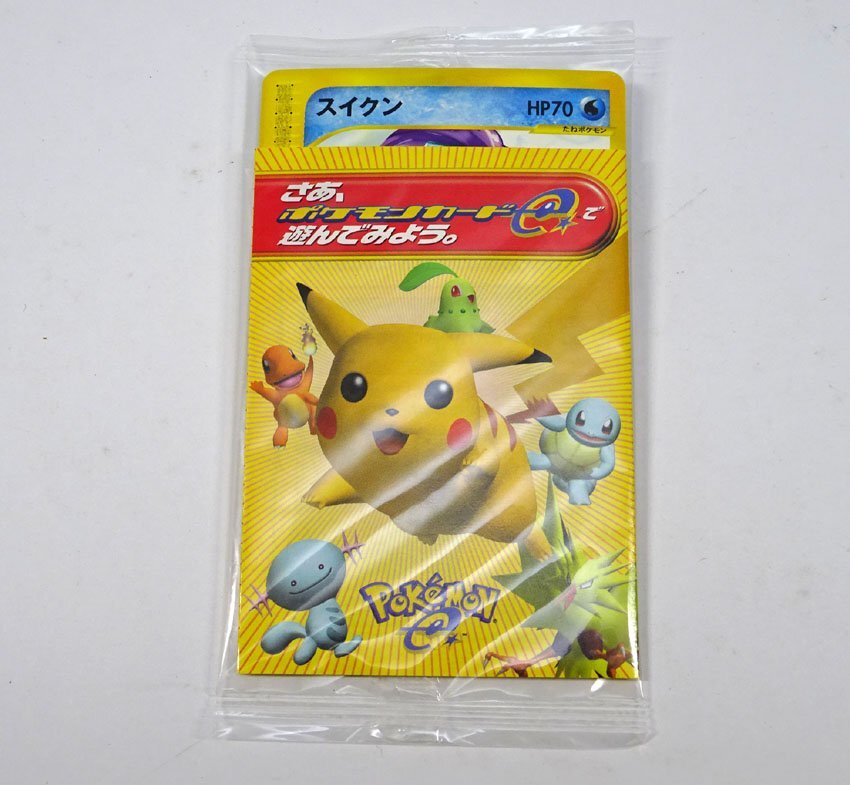 スイクン HP70
たねポケモン
さあ、
ポケモンカードeで
遊んでみよう。
POKéMON
e